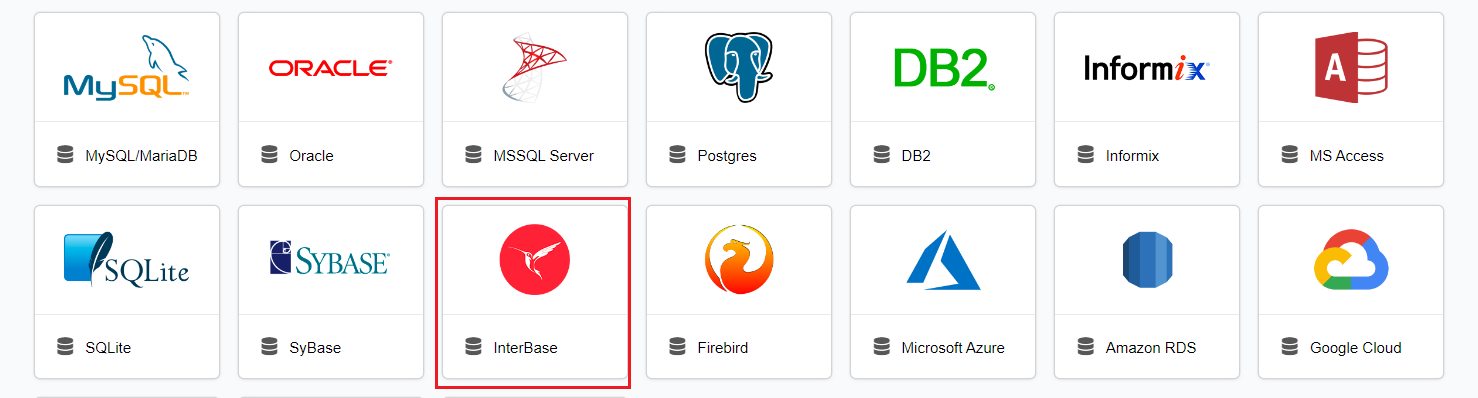 MySQL™
ORACLE®
DB2®
Informix®
A
MySQL/MariaDB
Oracle
MSSQL Server
Postgres
DB2
Informix
MS Access
SQLite
SYBASE®
SQLite
SyBase
InterBase
Firebird
Microsoft Azure
Amazon RDS
Google Cloud